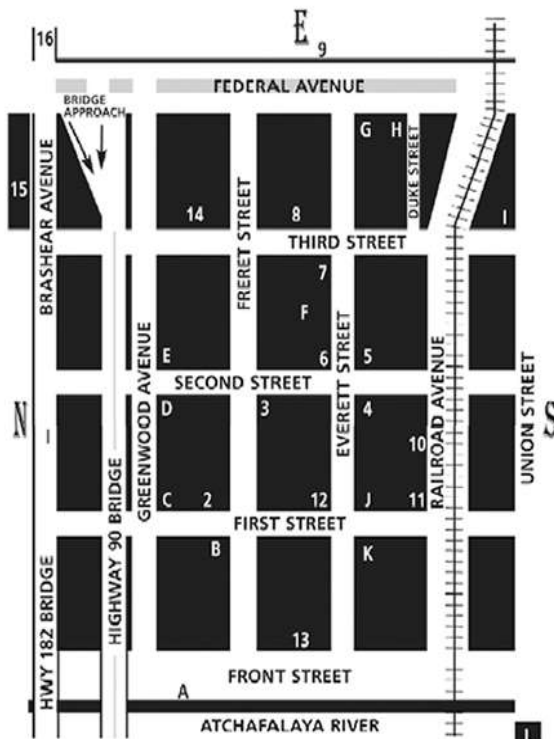 E
16
9
FEDERAL AVENUE
BRIDGE
APPROACH
G H
DUKE STREET
15
BRASHEAR AVENUE
14
8
I
FRERET STREET
THIRD STREET
7
F
E
6
5
EVERETT STREET
GREENWOOD AVENUE
RAILROAD AVENUE
UNION STREET
SECOND STREET
N
S
1
D
3
4
10
C 2
12
J
11
FIRST STREET
HIGHWAY 90 BRIDGE
HWY 182 BRIDGE
B
K
13
FRONT STREET
A
ATCHAFALAYA RIVER
L